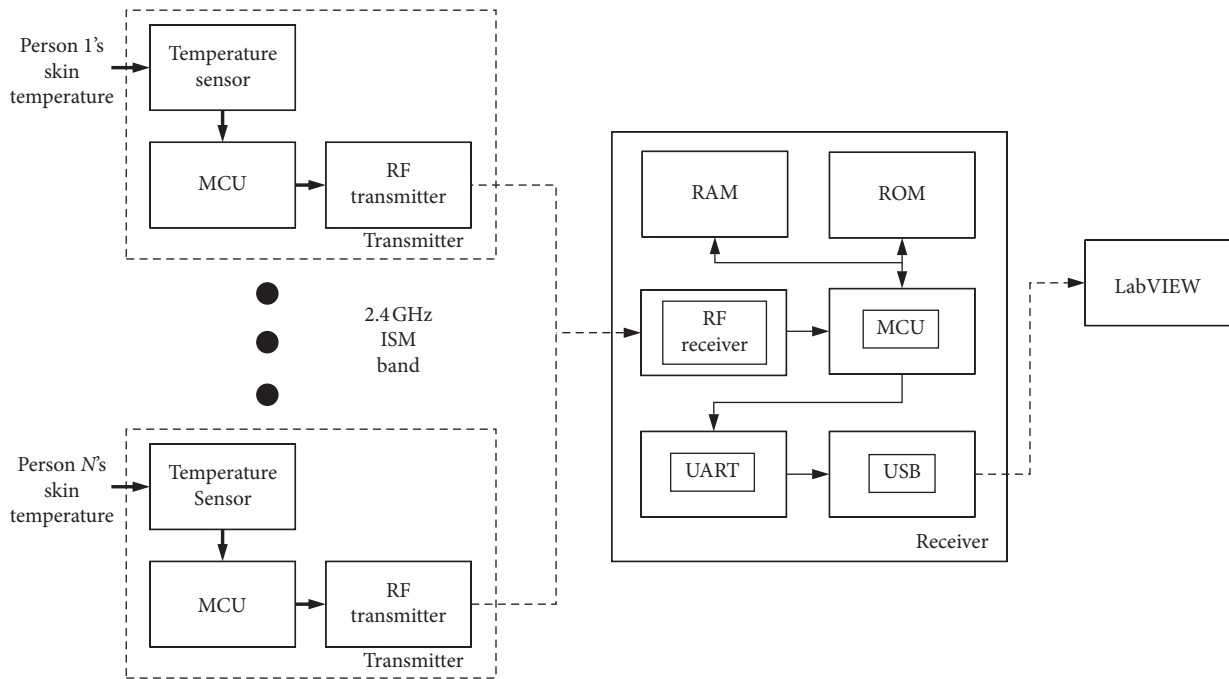 Person 1's
skin
temperature
Temperature
sensor
MCU
RF
transmitter
Transmitter
2.4 GHz
ISM
band
Person N's
skin
temperature
Temperature
Sensor
MCU
RF
transmitter
Transmitter
RAM
ROM
RF
receiver
MCU
UART
USB
Receiver
LabVIEW